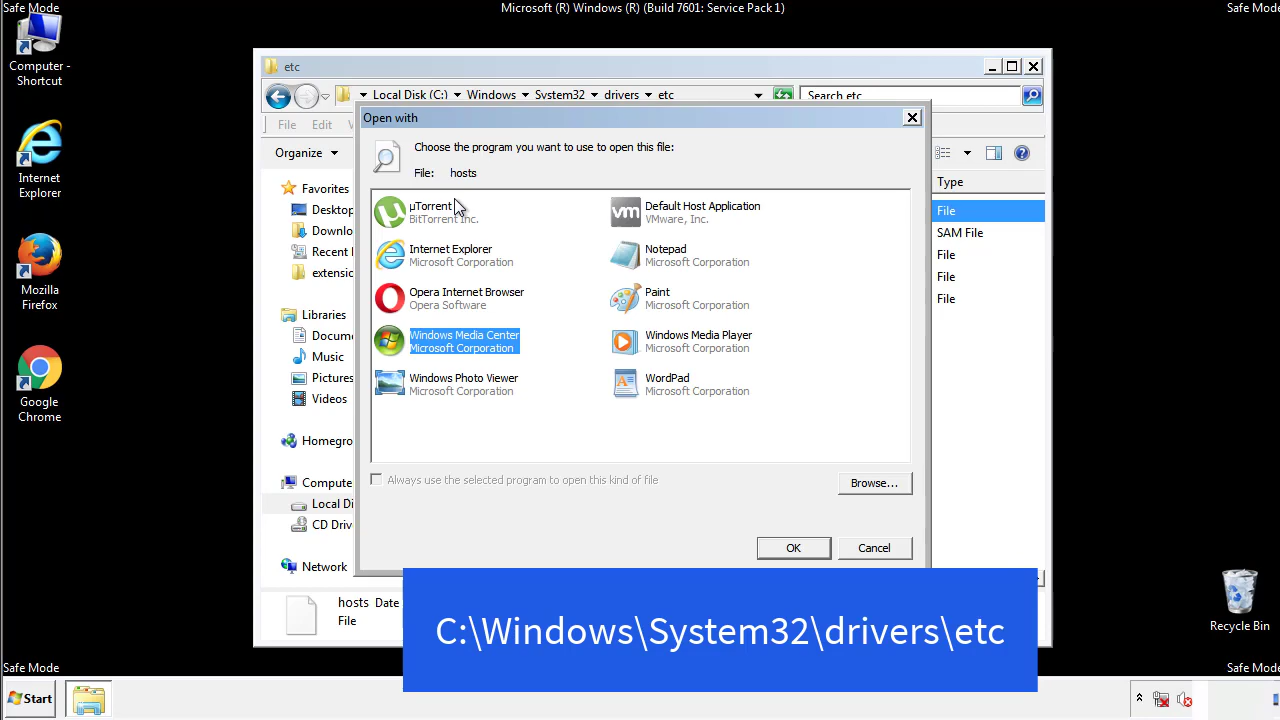 Safe Mode
Microsoft (R) Windows (R) (Build 7601: Service Pack 1)
Safe Mode
Computer -
Shortcut
Internet
Explorer
Mozilla
Firefox
Google
Chrome
etc
Local Disk (C:) Windows System32 drivers etc
Search etc
File Edit
Organize
Type
Favorites
Desktop
Downlo
Recent
extensio
Libraries
Docume
Music
Pictures
Videos
Homegro
Compute
Local Di
CD Driv
Network
File
SAM File
File
File
File
Open with
Choose the program you want to use to open this file:
File: hosts
µTorrent
BitTorrent Inc.
Default Host Application
VMware, Inc.
Internet Explorer
Microsoft Corporation
Notepad
Microsoft Corporation
Opera Internet Browser
Opera Software
Paint
Microsoft Corporation
Windows Media Center
Microsoft Corporation
Windows Media Player
Microsoft Corporation
Windows Photo Viewer
Microsoft Corporation
WordPad
Microsoft Corporation
Always use the selected program to open this kind of file
Browse...
OK
Cancel
hosts Date
File
C:\Windows\System32\drivers\etc
Recycle Bin
Safe Mode
Safe Mode
Start